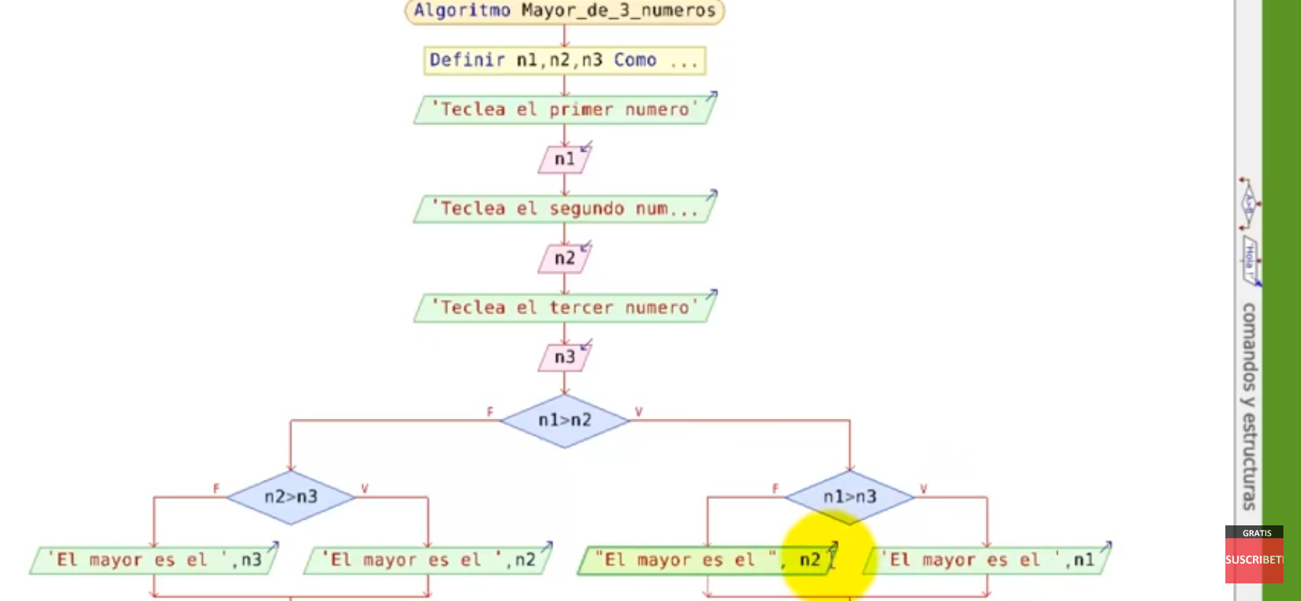 Algoritmo Mayor_de_3_numeros
Definir n1,n2,n3 Como ...
'Teclea el primer numero'
n1
'Teclea el segundo num...
n2
'Teclea el tercer numero'
n3
F n1>n2 V
F n2>n3 V
F n1>n3 V
'El mayor es el ',n3
'El mayor es el ',n2
"El mayor es el ", n2
'El mayor es el ',n1
comandos y estructuras
GRATIS
SUSCRIBET